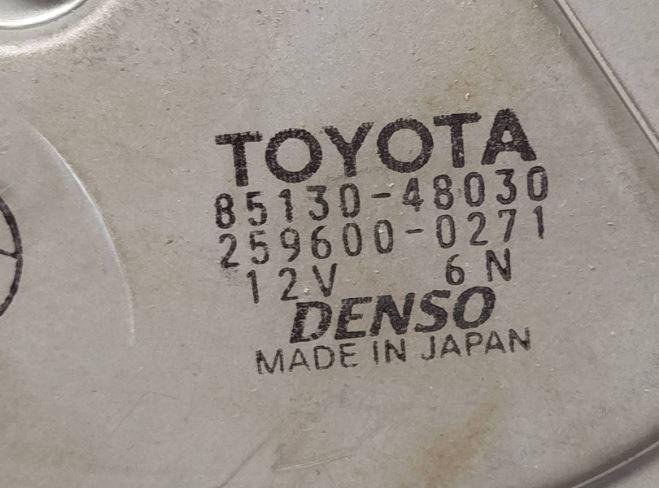 TOYOTA
85130-48030
259600-0271
12V 6N
DENSO
MADE IN JAPAN